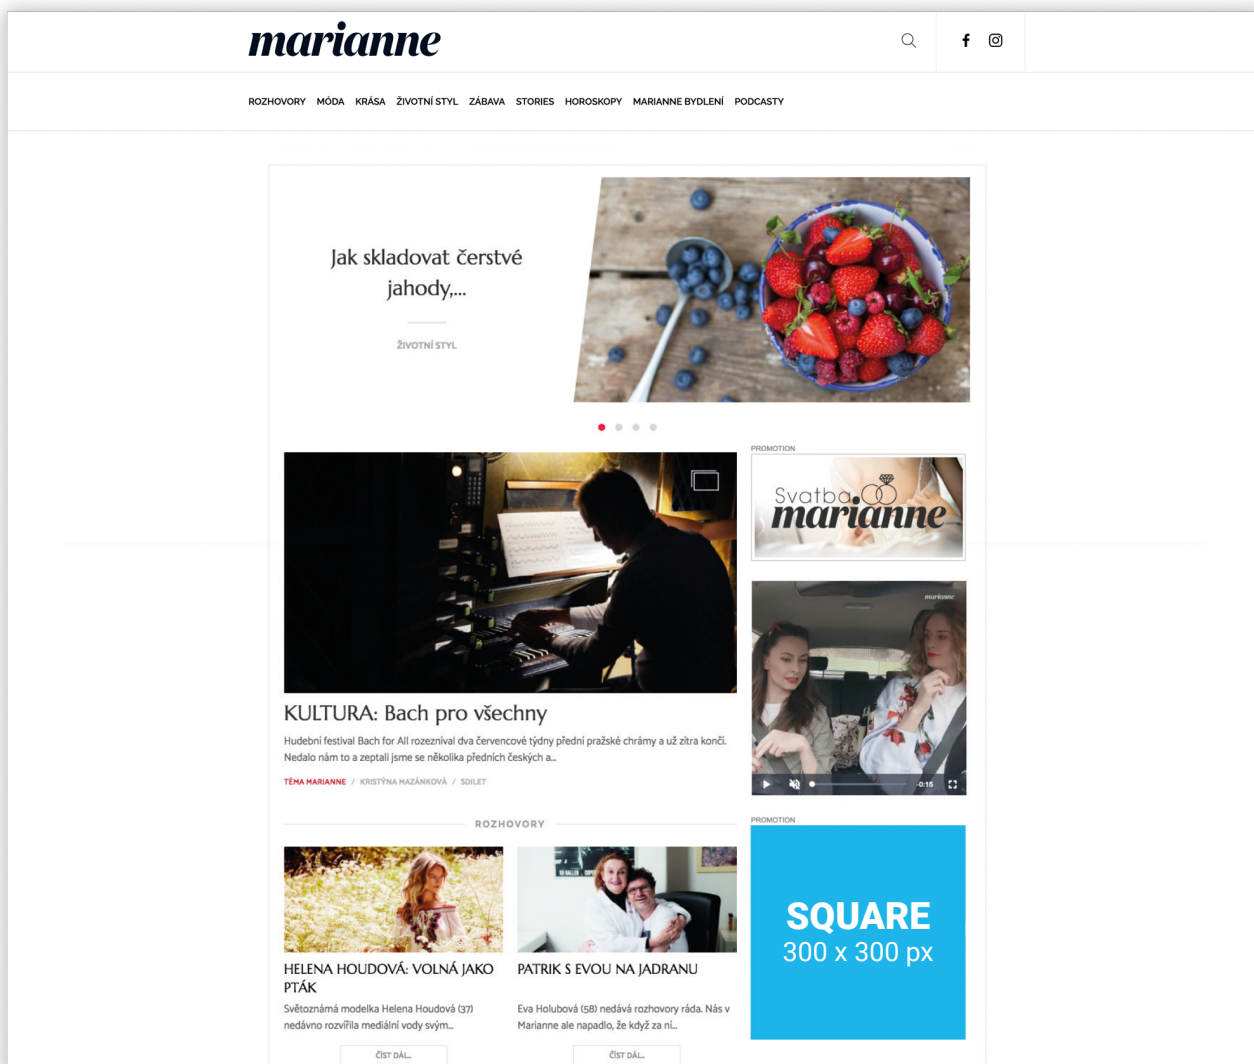 marianne
ROZHOVORY MÓDA KRÁSA ŽIVOTNÍ STYL ZÁBAVA STORIES HOROSKOPY MARIANNE BYDLENÍ PODCASTY
Jak skladovat čerstvé
jahody,...
ŽIVOTNÍ STYL
KULTURA: Bach pro všechny
Hudební festival Bach for All rozezníval dva červencové týdny přední pražské chrámy a už zítra končí.
Nedalo nám to a zeptali jsme se několika předních českých a...
TÉMA MARIANNE / KRISTÝNA MAZÁNKOVÁ / SDILET
ROZHOVORY
HELENA HOUDOVÁ: VOLNÁ JAKO
PTÁK
Světoznámá modelka Helena Houdová (37)
nedávno rozvířila mediální vody svým...
ČÍST DÁL...
PATRIK S EVOU NA JADRANU
Eva Holubová (58) nedává rozhovory ráda. Nás v
Marianne ale napadlo, že když za ní...
ČÍST DÁL...
PROMOTION
Svatba
marianne
marianne
-0:15
PROMOTION
SQUARE
300 x 300 px